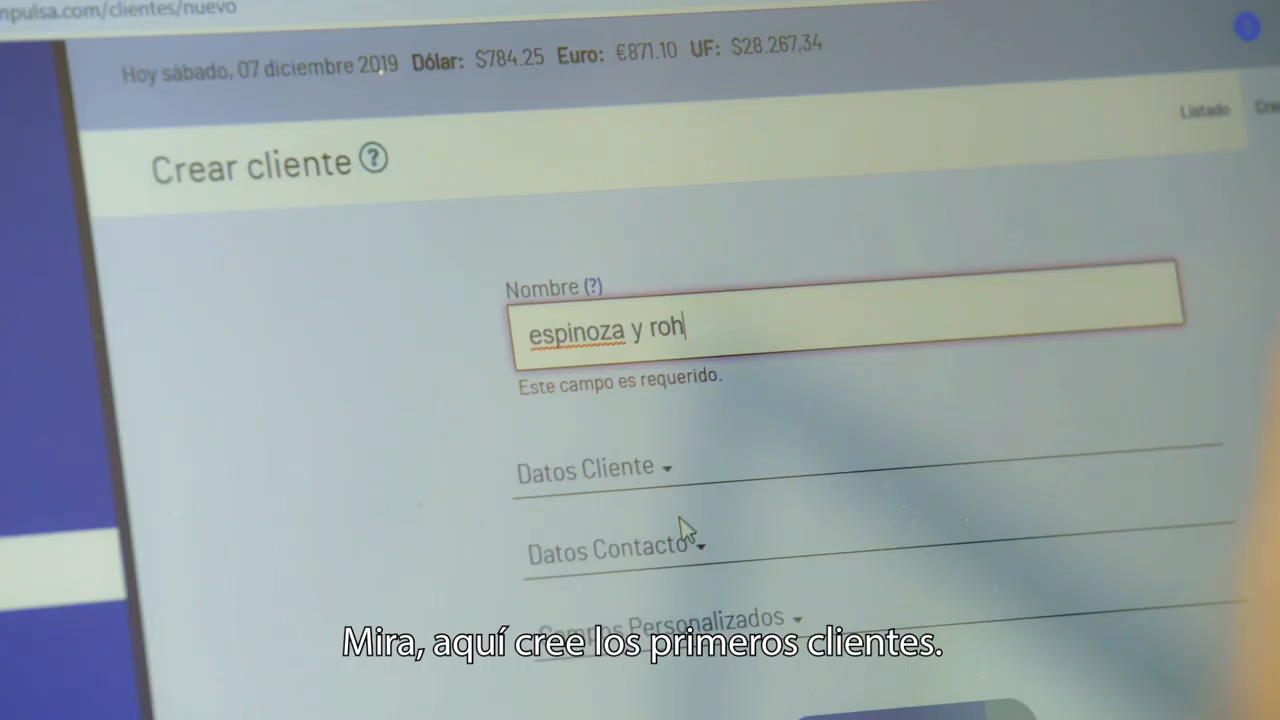 npulsa.com/clientes/nuevo
Hoy sábado, 07 diciembre 2019 Dólar: $784.25 Euro: €871.10 UF: $28.267,34
Listado
Crear cliente ?
Nombre (?)
espinoza y roh
Este campo es requerido.
Datos Cliente
Datos Contacto
Campos Personalizados
Mira, aquí cree los primeros clientes.